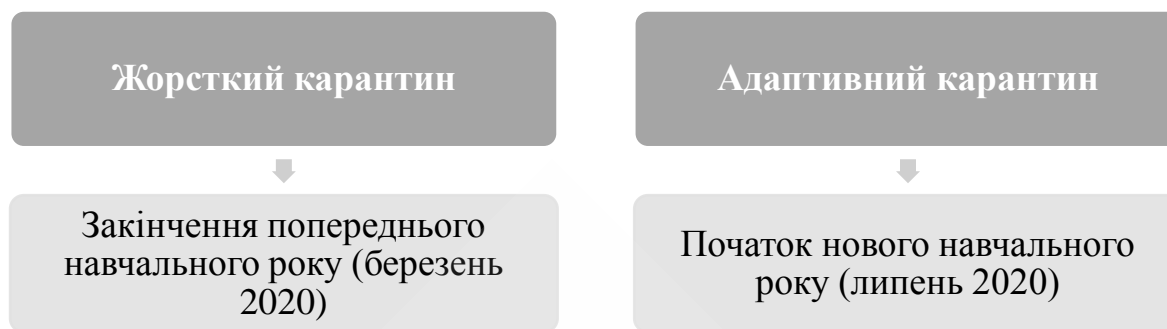 Жорсткий карантин
Адаптивний карантин
Закінчення попереднього
навчального року (березень
2020)
Початок нового навчального
року (липень 2020)